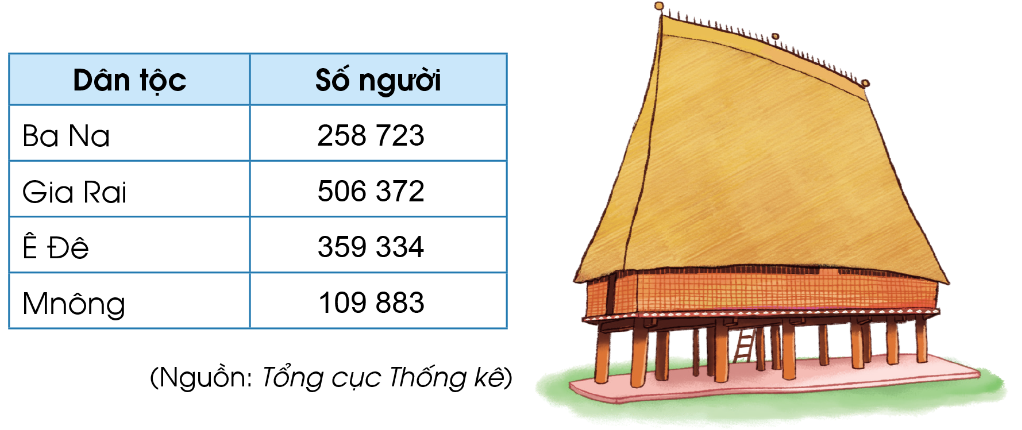 Dân tộc Số người
Ba Na 258 723
Gia Rai 506 372
Ê Đê 359 334
Mnông 109 883
(Nguồn: Tổng cục Thống kê)